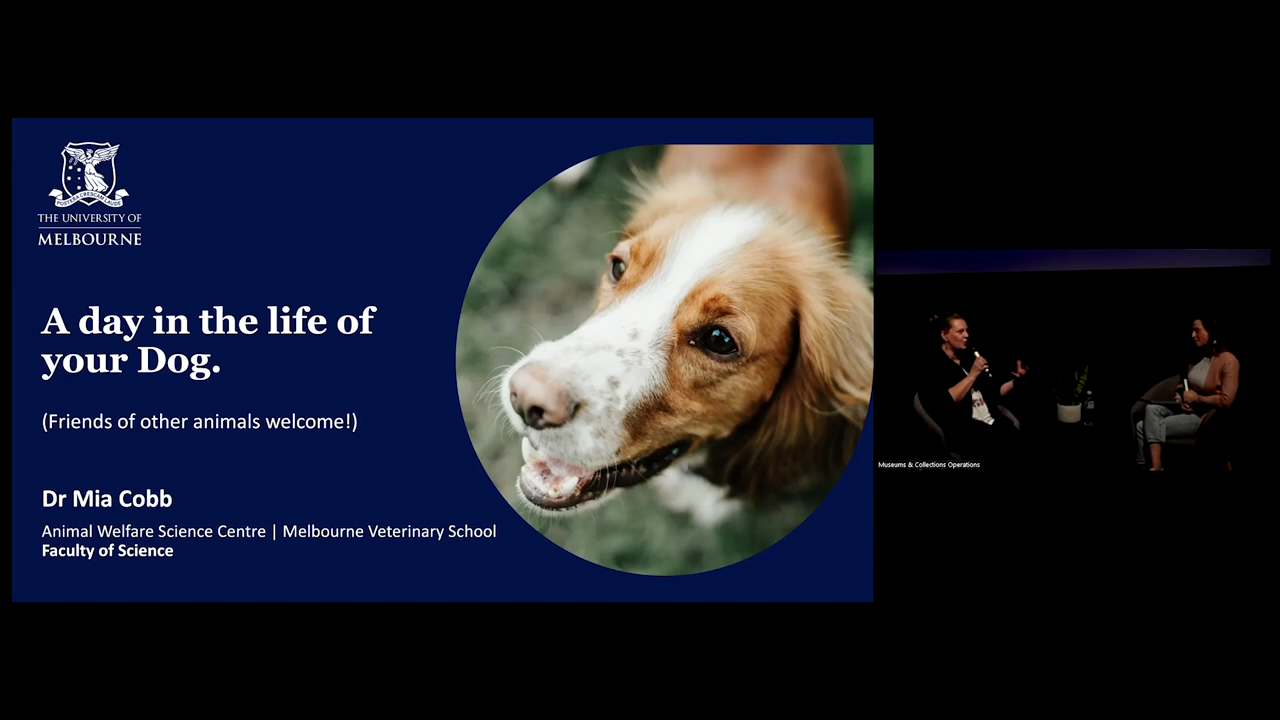 THE UNIVERSITY OF
MELBOURNE
A day in the life of
your Dog.
(Friends of other animals welcome!)
Dr Mia Cobb
Animal Welfare Science Centre | Melbourne Veterinary School
Faculty of Science
Museums & Collections Operations